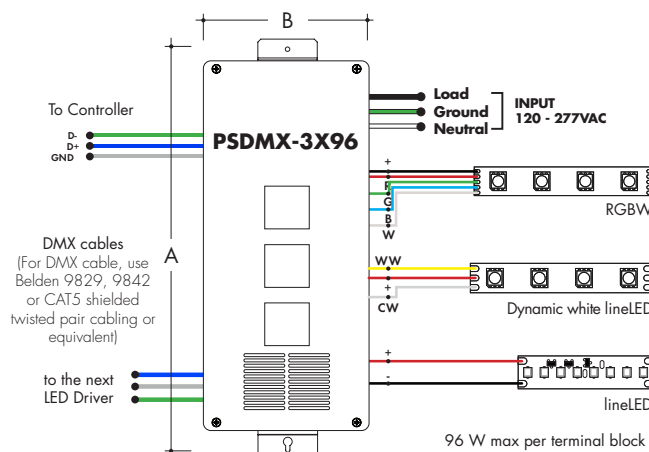 B
To Controller
D-
D+
GND
PSDMX-3X96
Load
Ground
Neutral
INPUT
120 - 277VAC
+
R
G
B
W
RGBW
DMX cables
(For DMX cable, use
Belden 9829, 9842
or CAT5 shielded
twisted pair cabling or
equivalent)
A
WW
+
CW
Dynamic white lineLED
to the next
LED Driver
+
-
lineLED
96 W max per terminal block